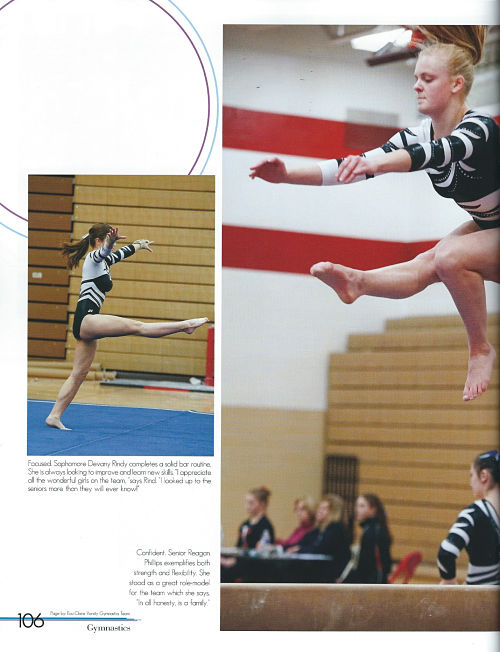 Focused. Sophomore Devany Rindy completes a solid bar routine.
She is always looking to improve and learn new skills. "I appreciate
all the wonderful girls on the team," says Rind. "I looked up to the
seniors more than they will ever know!"
Confident. Senior Reagan
Phillips exemplifies both
strength and flexibility. She
stood as a great role-model
for the team which she says,
"In all honesty, is a family."
106
Page by: Eau Claire Varsity Gymnastics Team
Gymnastics